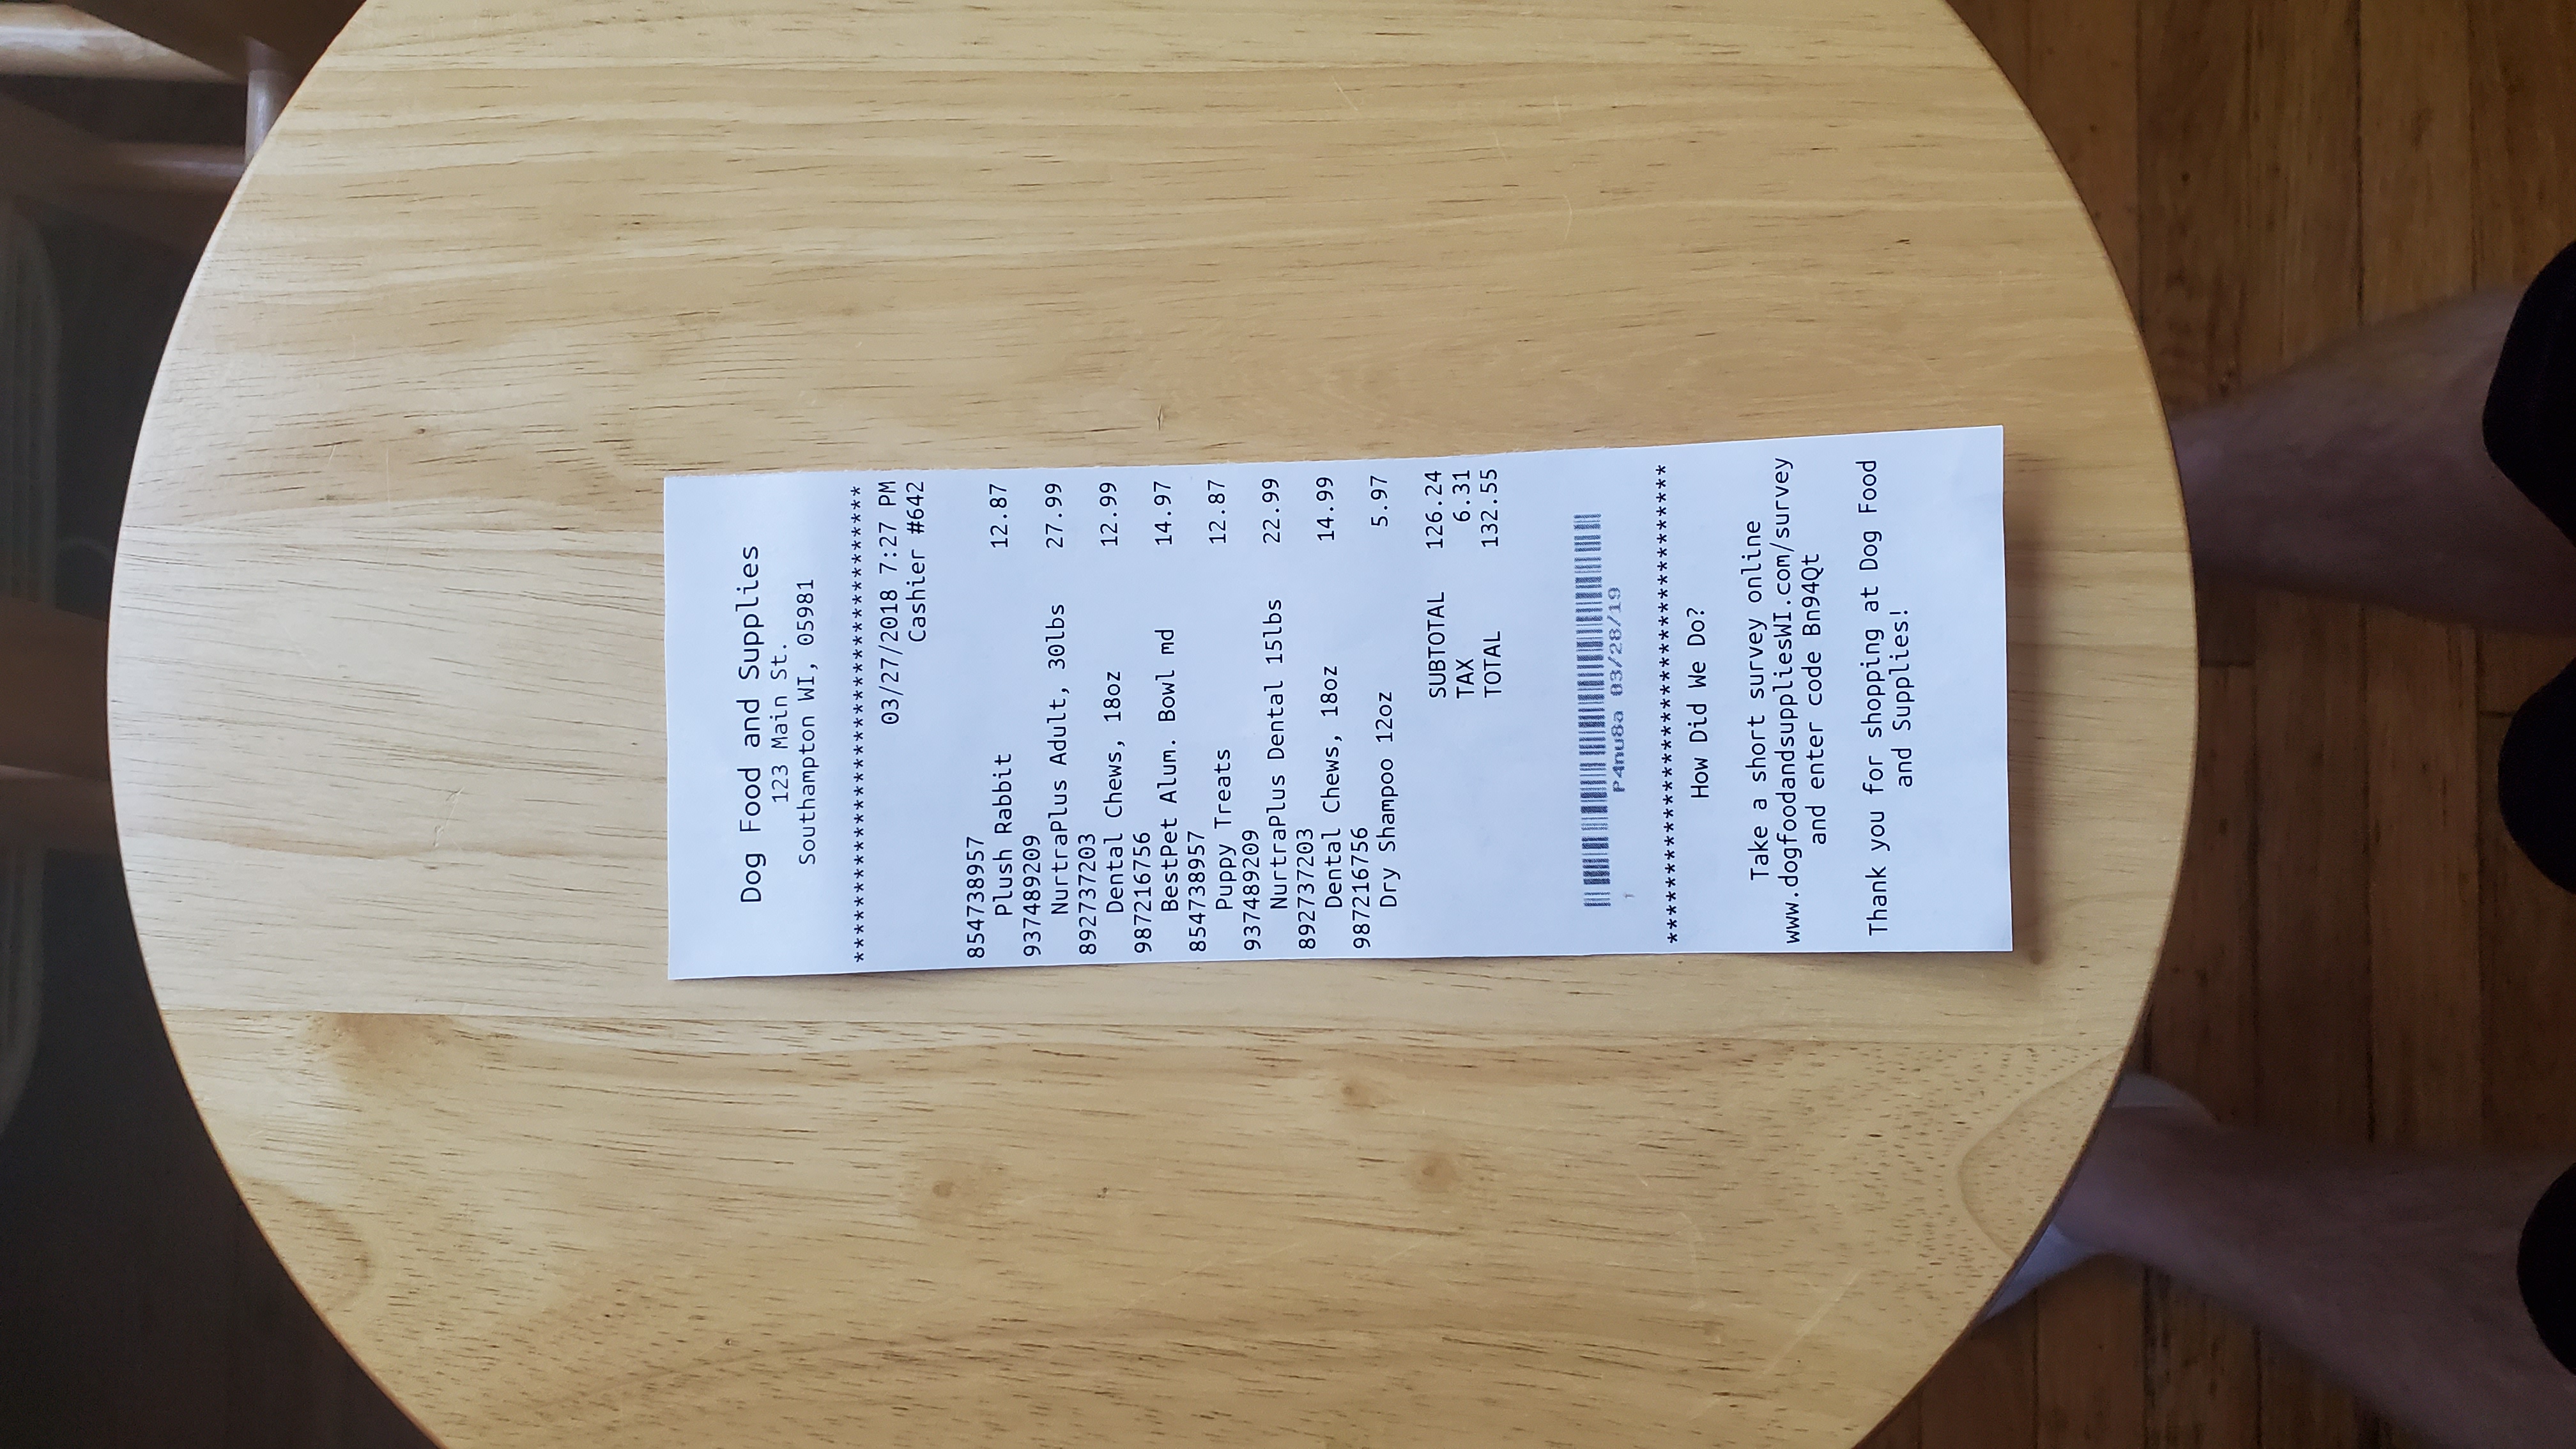 Dog Food and Supplies
123 Main St.
Southampton WI, 05981
***********************************
03/27/2018 7:27 PM
Cashier #642
854738957
Plush Rabbit 12.87
937489209
NurtraPlus Adult, 30lbs 27.99
892737203
Dental Chews, 18oz 12.99
987216756
BestPet Alum. Bowl md 14.97
854738957
Puppy Treats 12.87
937489209
NurtraPlus Dental 15lbs 22.99
892737203
Dental Chews, 18oz 14.99
987216756
Dry Shampoo 12oz 5.97
SUBTOTAL 126.24
TAX 6.31
TOTAL 132.55
P4nu8a 03/28/19
***********************************
How Did We Do?
Take a short survey online
www.dogfoodandsuppliesWI.com/survey
and enter code Bn94Qt
Thank you for shopping at Dog Food
and Supplies!